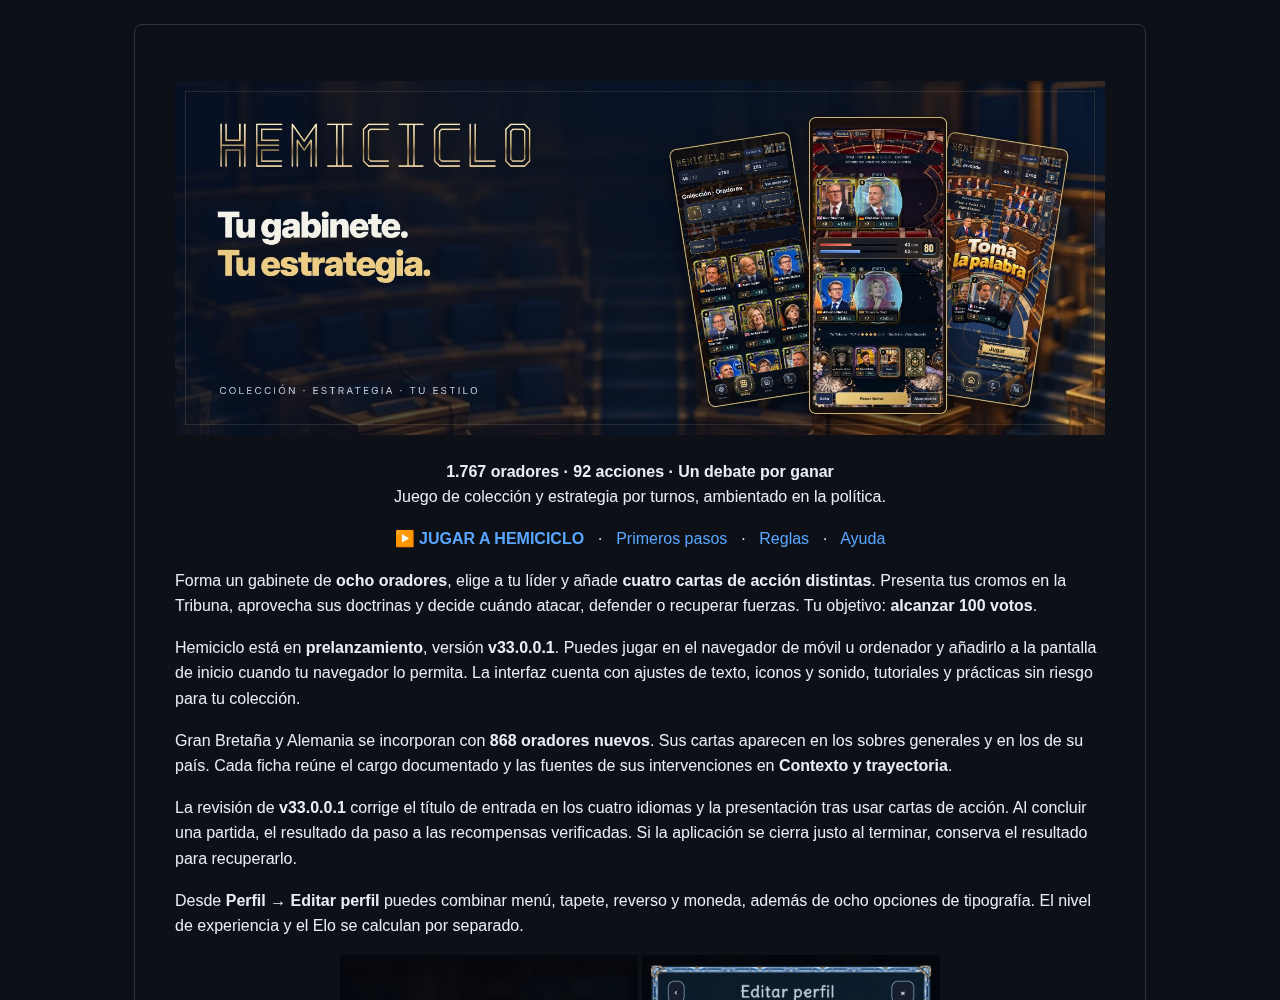 HEMICICLO
Tu gabinete.
Tu estrategia.
COLECCIÓN · ESTRATEGIA · TU ESTILO
HEMICICLO
Colección: Oradores
80
Pasar turno
Toma
la palabra
Jugar
1.767 oradores · 92 acciones · Un debate por ganar
Juego de colección y estrategia por turnos, ambientado en la política.
▶️ JUGAR A HEMICICLO · Primeros pasos · Reglas · Ayuda
Forma un gabinete de ocho oradores, elige a tu líder y añade cuatro cartas de acción distintas. Presenta tus cromos en la
Tribuna, aprovecha sus doctrinas y decide cuándo atacar, defender o recuperar fuerzas. Tu objetivo: alcanzar 100 votos.
Hemiciclo está en prelanzamiento, versión v33.0.0.1. Puedes jugar en el navegador de móvil u ordenador y añadirlo a la pantalla
de inicio cuando tu navegador lo permita. La interfaz cuenta con ajustes de texto, iconos y sonido, tutoriales y prácticas sin riesgo
para tu colección.
Gran Bretaña y Alemania se incorporan con 868 oradores nuevos. Sus cartas aparecen en los sobres generales y en los de su
país. Cada ficha reúne el cargo documentado y las fuentes de sus intervenciones en Contexto y trayectoria.
La revisión de v33.0.0.1 corrige el título de entrada en los cuatro idiomas y la presentación tras usar cartas de acción. Al concluir
una partida, el resultado da paso a las recompensas verificadas. Si la aplicación se cierra justo al terminar, conserva el resultado
para recuperarlo.
Desde Perfil → Editar perfil puedes combinar menú, tapete, reverso y moneda, además de ocho opciones de tipografía. El nivel
de experiencia y el Elo se calculan por separado.
Editar perfil